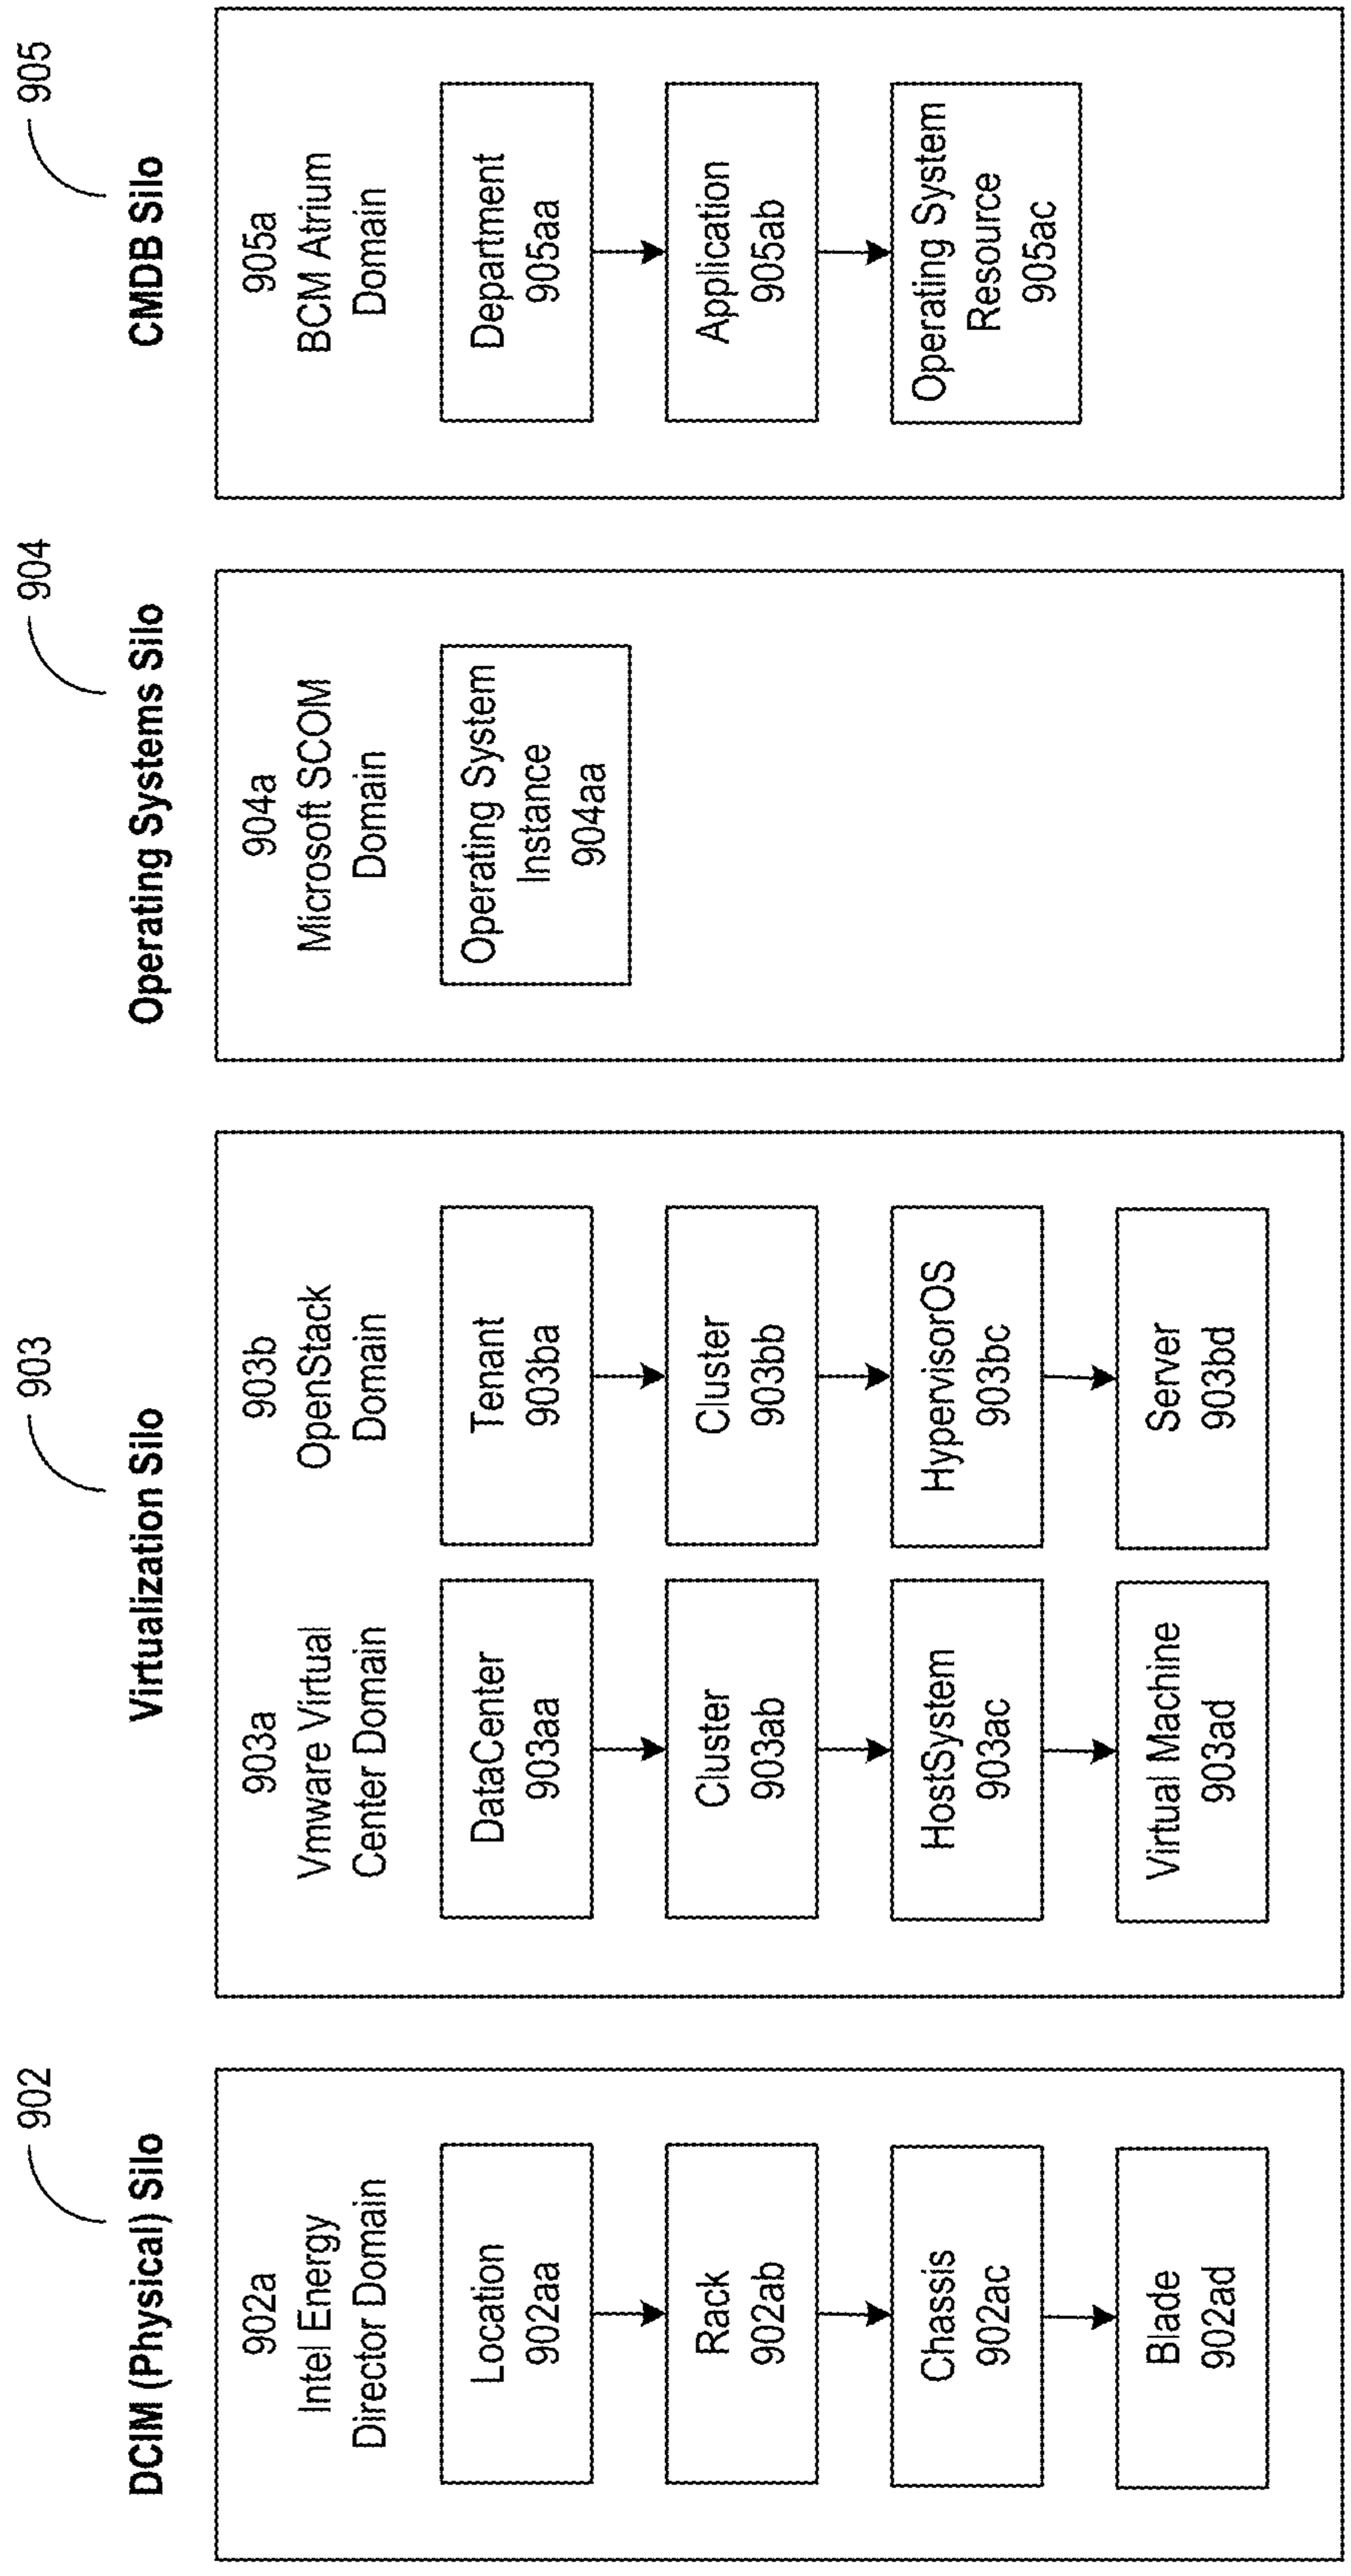 902
DCIM (Physical) Silo
902a
Intel Energy
Director Domain
Location
902aa
Rack
902ab
Chassis
902ac
Blade
902ad
903
Virtualization Silo
903a
Vmware Virtual
Center Domain
DataCenter
903aa
Cluster
903ab
HostSystem
903ac
Virtual Machine
903ad
903b
OpenStack
Domain
Tenant
903ba
Cluster
903bb
HypervisorOS
903bc
Server
903bd
904
Operating Systems Silo
904a
Microsoft SCOM
Domain
Operating System
Instance
904aa
905
CMDB Silo
905a
BCM Atrium
Domain
Department
905aa
Application
905ab
Operating System
Resource
905ac